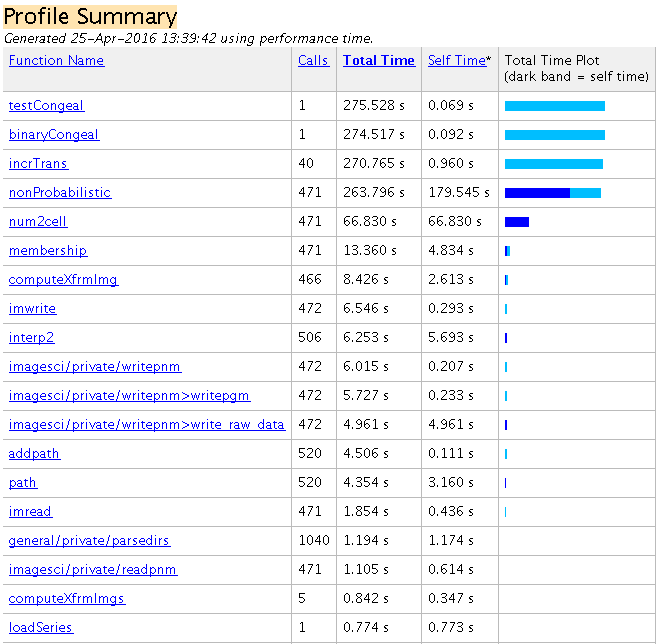 Profile Summary
Generated 25-Apr-2016 13:39:42 using performance time.
Function Name Calls Total Time Self Time* Total Time Plot
(dark band = self time)
testCongeal 1 275.528 s 0.069 s
binaryCongeal 1 274.517 s 0.092 s
incrTrans 40 270.765 s 0.960 s
nonProbabilistic 471 263.796 s 179.545 s
num2cell 471 66.830 s 66.830 s
membership 471 13.360 s 4.834 s
computeXfrmImg 466 8.426 s 2.613 s
imwrite 472 6.546 s 0.293 s
interp2 506 6.253 s 5.693 s
imagesci/private/writepnm 472 6.015 s 0.207 s
imagesci/private/writepnm>writepgm 472 5.727 s 0.233 s
imagesci/private/writepnm>write_raw_data 472 4.961 s 4.961 s
addpath 520 4.506 s 0.111 s
path 520 4.354 s 3.160 s
imread 471 1.854 s 0.436 s
general/private/parsedirs 1040 1.194 s 1.174 s
imagesci/private/readpnm 471 1.105 s 0.614 s
computeXfrmImgs 5 0.842 s 0.347 s
loadSeries 1 0.774 s 0.773 s